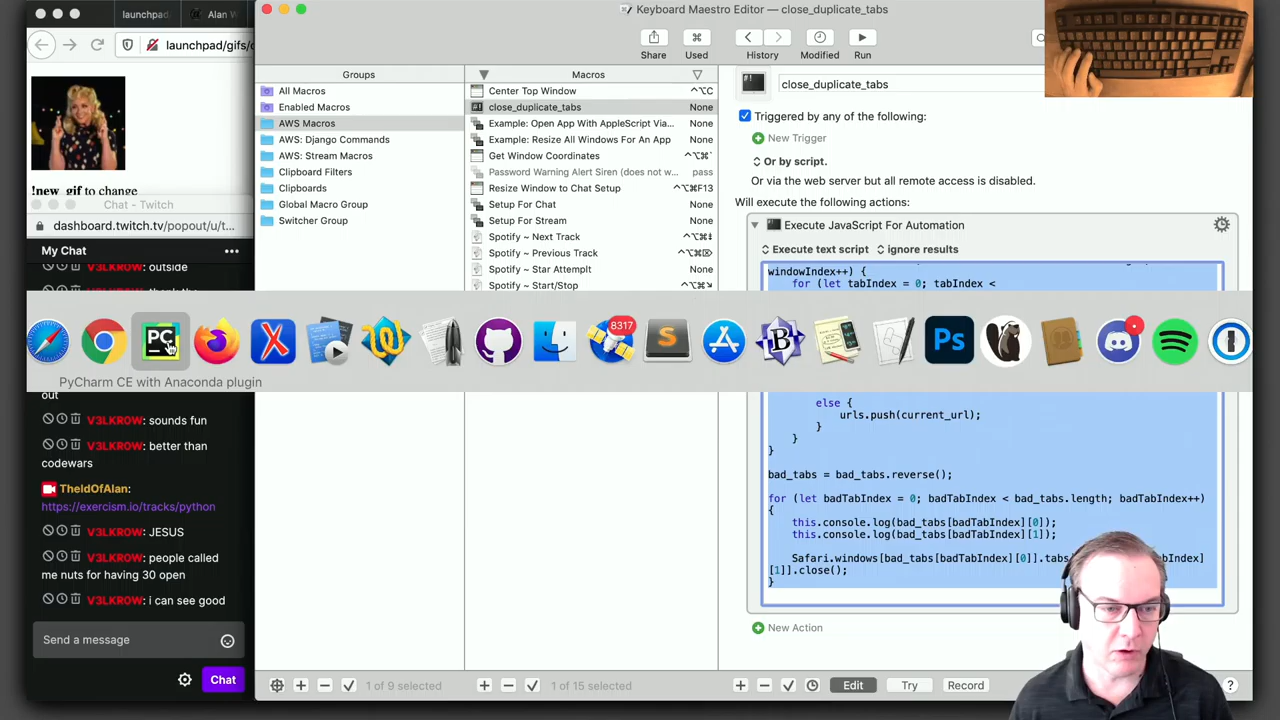 launchpad
Alan W
launchpad/gifs/c
!new_gif to change
Chat – Twitch
dashboard.twitch.tv/popout/u/t...
My Chat
V3LKR0W: outside
out
V3LKR0W: sounds fun
V3LKR0W: better than
codewars
TheIdOfAlan:
https://exercism.io/tracks/python
V3LKR0W: JESUS
V3LKR0W: people called
me nuts for having 30 open
V3LKR0W: i can see good
Send a message
Chat
Keyboard Maestro Editor — close_duplicate_tabs
Share
Used
History
Modified
Run
Groups
All Macros
Enabled Macros
AWS Macros
AWS: Django Commands
AWS: Stream Macros
Clipboard Filters
Clipboards
Global Macro Group
Switcher Group
Macros
Center Top Window ^⌥C
close_duplicate_tabs None
Example: Open App With AppleScript Via... None
Example: Resize All Windows For An App None
Get Window Coordinates ^⌥⌘`
Password Warning Alert Siren (does not w... pass
Resize Window to Chat Setup ^⌥⌘F13
Setup For Chat None
Setup For Stream None
Spotify ~ Next Track ^⌥⌘⇟
Spotify ~ Previous Track ^⌥⌘⌦
Spotify ~ Star AttempIt None
Spotify ~ Start/Stop ^⌥⌘↘
close_duplicate_tabs
Triggered by any of the following:
New Trigger
Or by script.
Or via the web server but all remote access is disabled.
Will execute the following actions:
Execute JavaScript For Automation
Execute text script
ignore results
windowIndex++) {
for (let tabIndex = 0; tabIndex <
PC
8317
Ps
PyCharm CE with Anaconda plugin
else {
urls.push(current_url);
}
}
}
bad_tabs = bad_tabs.reverse();
for (let badTabIndex = 0; badTabIndex < bad_tabs.length; badTabIndex++)
{
this.console.log(bad_tabs[badTabIndex][0]);
this.console.log(bad_tabs[badTabIndex][1]);
Safari.windows[bad_tabs[badTabIndex][0]].tabs
[1]].close();
}
New Action
1 of 9 selected
1 of 15 selected
Edit
Try
Record
?